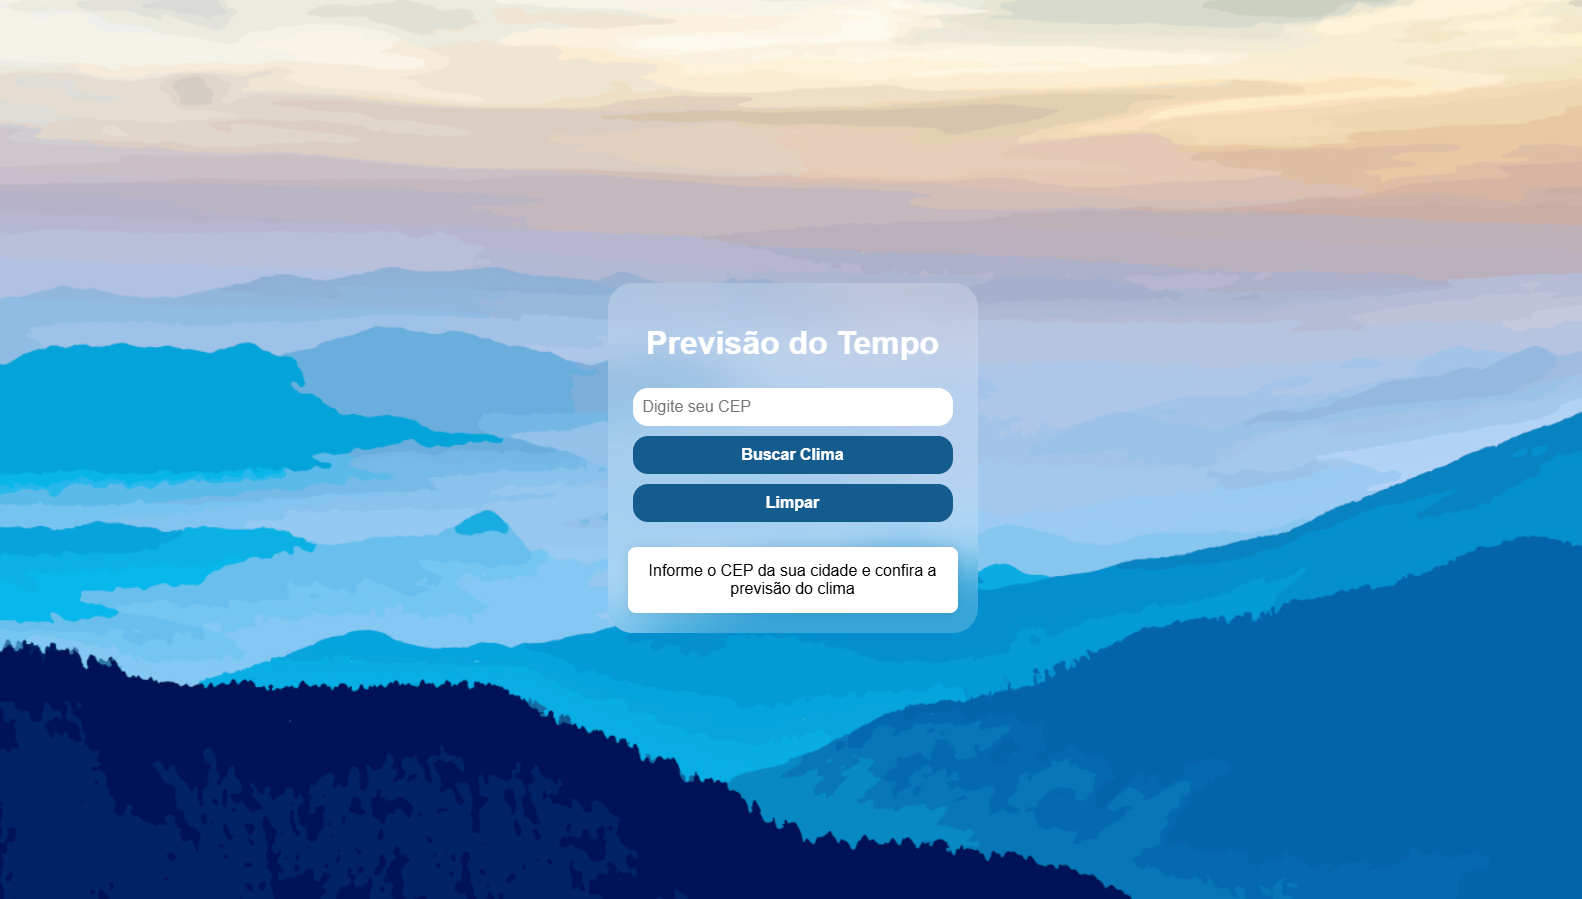 Previsão do Tempo
Digite seu CEP
Buscar Clima
Limpar
Informe o CEP da sua cidade e confira a
previsão do clima